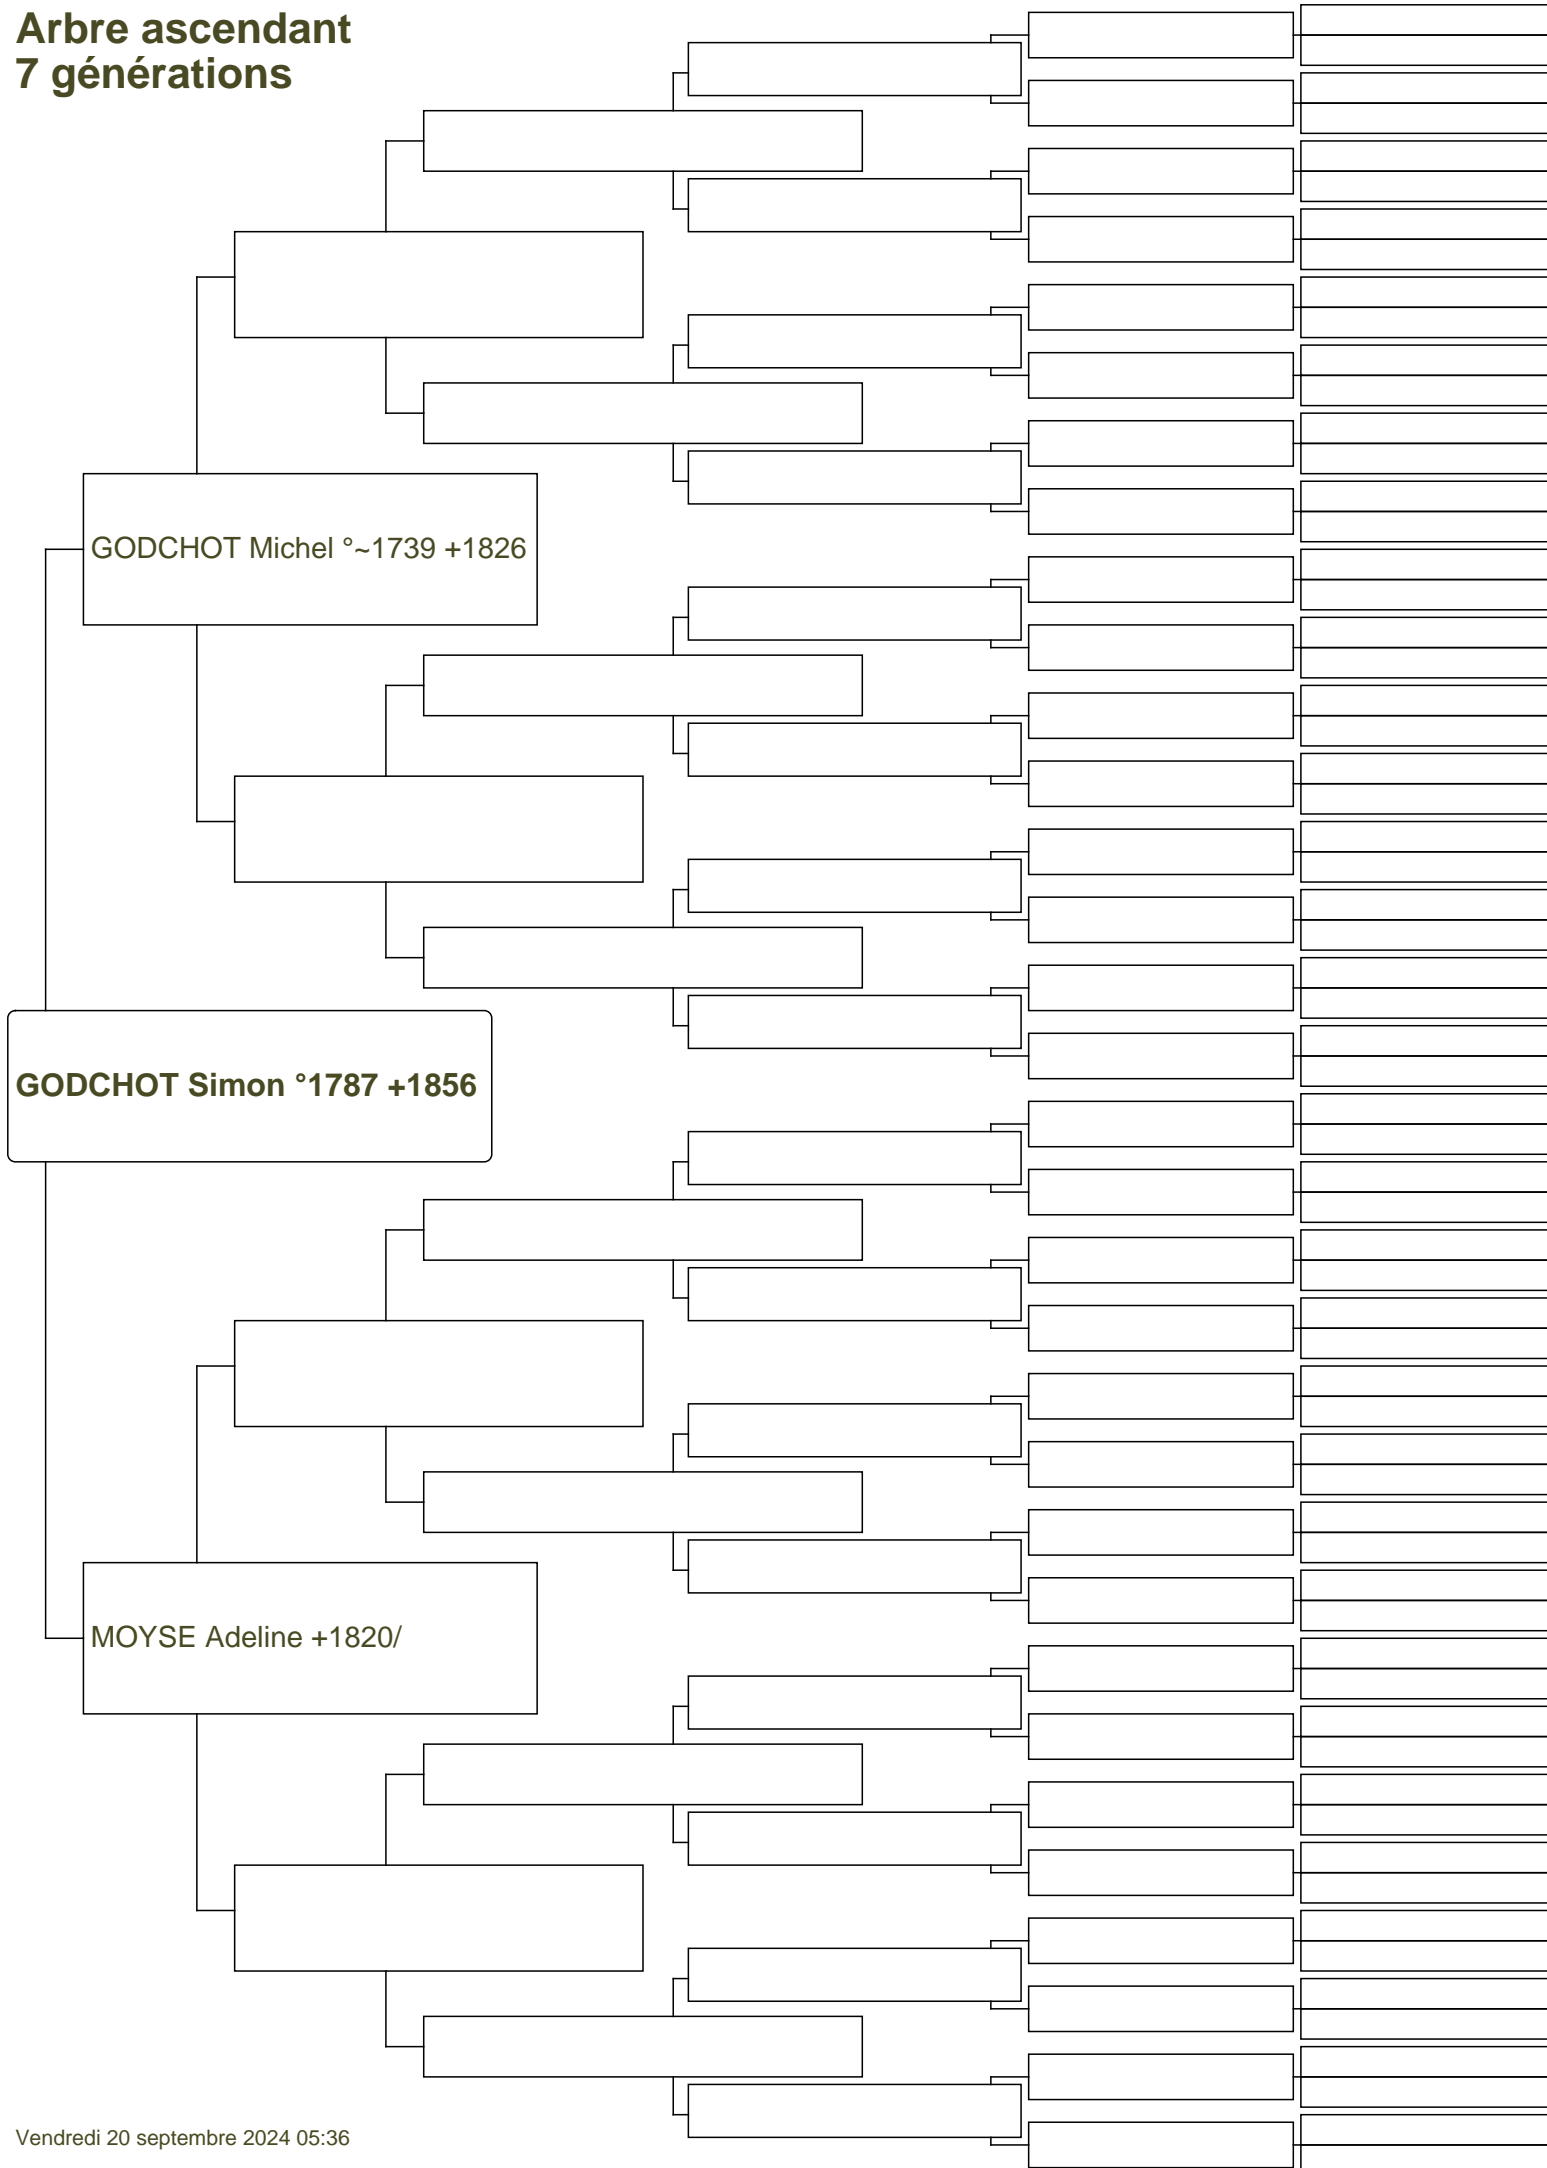 Arbre ascendant
7 générations
GODCHOT Michel °~1739 +1826
GODCHOT Simon °1787 +1856
MOYSE Adeline +1820/
Vendredi 20 septembre 2024 05:36